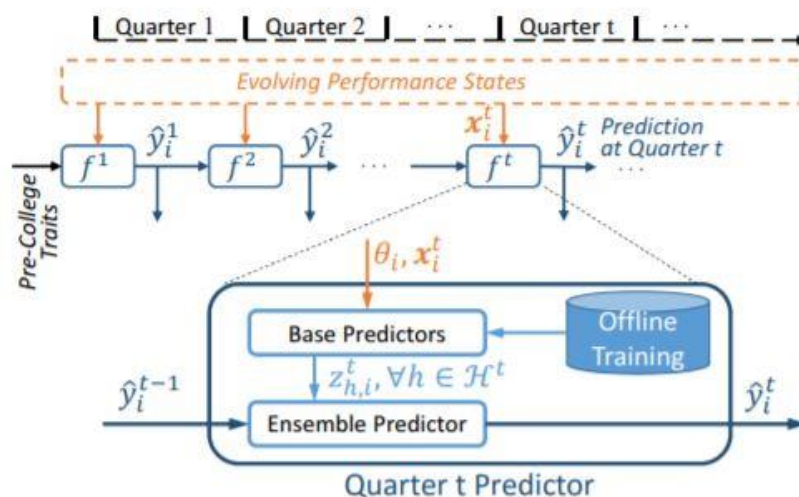 Quarter 1 Quarter 2 ··· Quarter t ···
Evolving Performance States
x_i^t
f^1 ŷ_i^1 f^2 ŷ_i^2 ··· f^t ŷ_i^t Prediction
at Quarter t
···
Pre-College
Traits
θ_i, x_i^t
Base Predictors
Offline
Training
z_{h,i}^t, ∀h ∈ ℋ^t
ŷ_i^{t-1} Ensemble Predictor ŷ_i^t
Quarter t Predictor